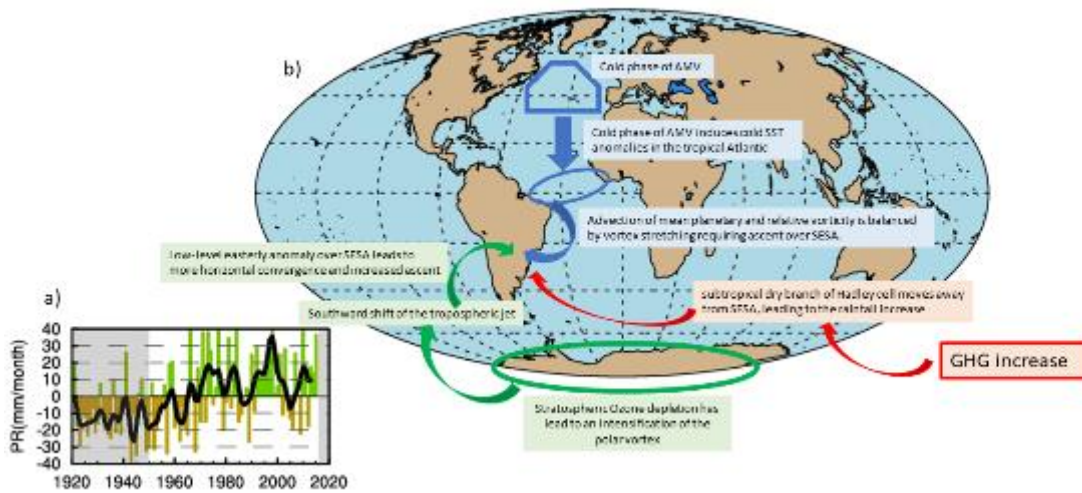 b)
Cold phase of AMV
Cold phase of AMV induces cold SST
anomalies in the tropical Atlantic
Advection of mean planetary and relative vorticity is balanced
by vortex stretching requiring ascent over SESA.
Low-level easterly anomaly over SESA leads to
more horizontal convergence and increased ascent
subtropical dry branch of Hadley cell moves away
from SESA, leading to the rainfall increase
Southward shift of the tropospheric jet
GHG increase
Stratospheric Ozone depletion has
lead to an intensification of the
polar vortex
a)
PR(mm/month)
40
30
20
10
0
-10
-20
-30
-40
1920 1940 1960 1980 2000 2020